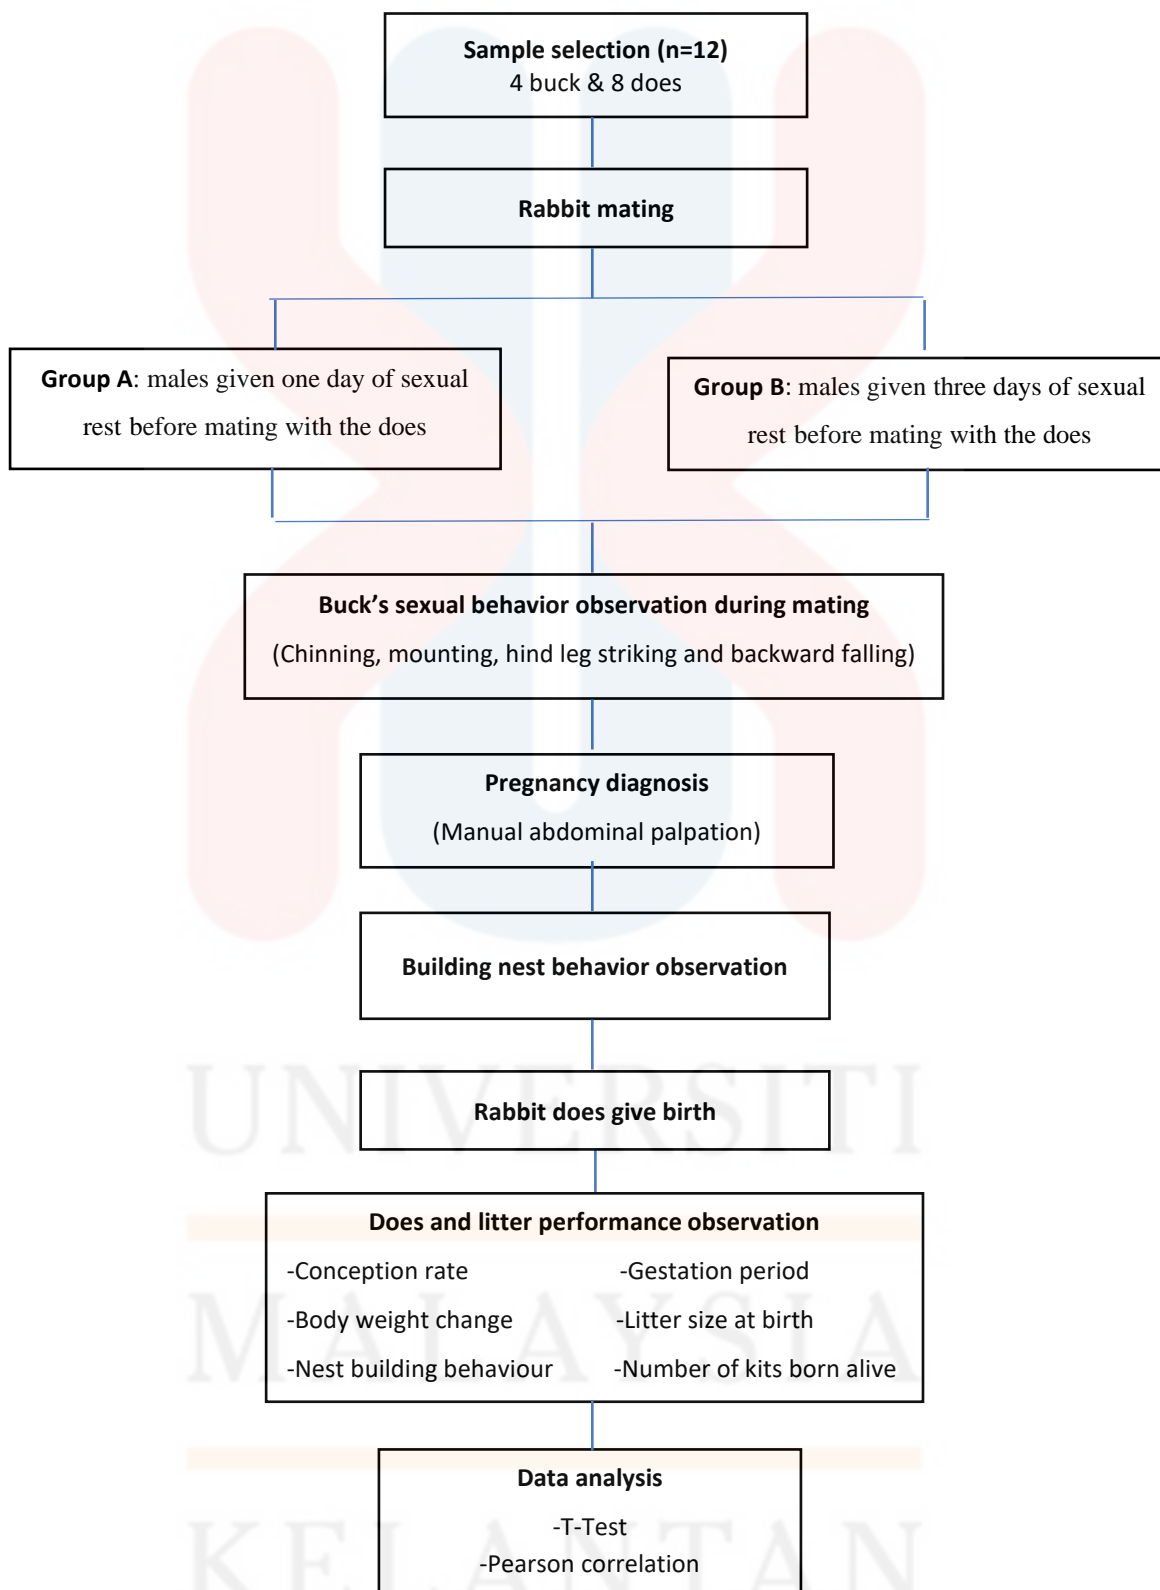 Sample selection (n=12)
4 buck & 8 does
Rabbit mating
Group A: males given one day of sexual
rest before mating with the does
Group B: males given three days of sexual
rest before mating with the does
Buck’s sexual behavior observation during mating
(Chinning, mounting, hind leg striking and backward falling)
Pregnancy diagnosis
(Manual abdominal palpation)
Building nest behavior observation
Rabbit does give birth
Does and litter performance observation
-Conception rate -Gestation period
-Body weight change -Litter size at birth
-Nest building behaviour -Number of kits born alive
Data analysis
-T-Test
-Pearson correlation
UNIVERSITI
MALAYSIA
KELANTAN